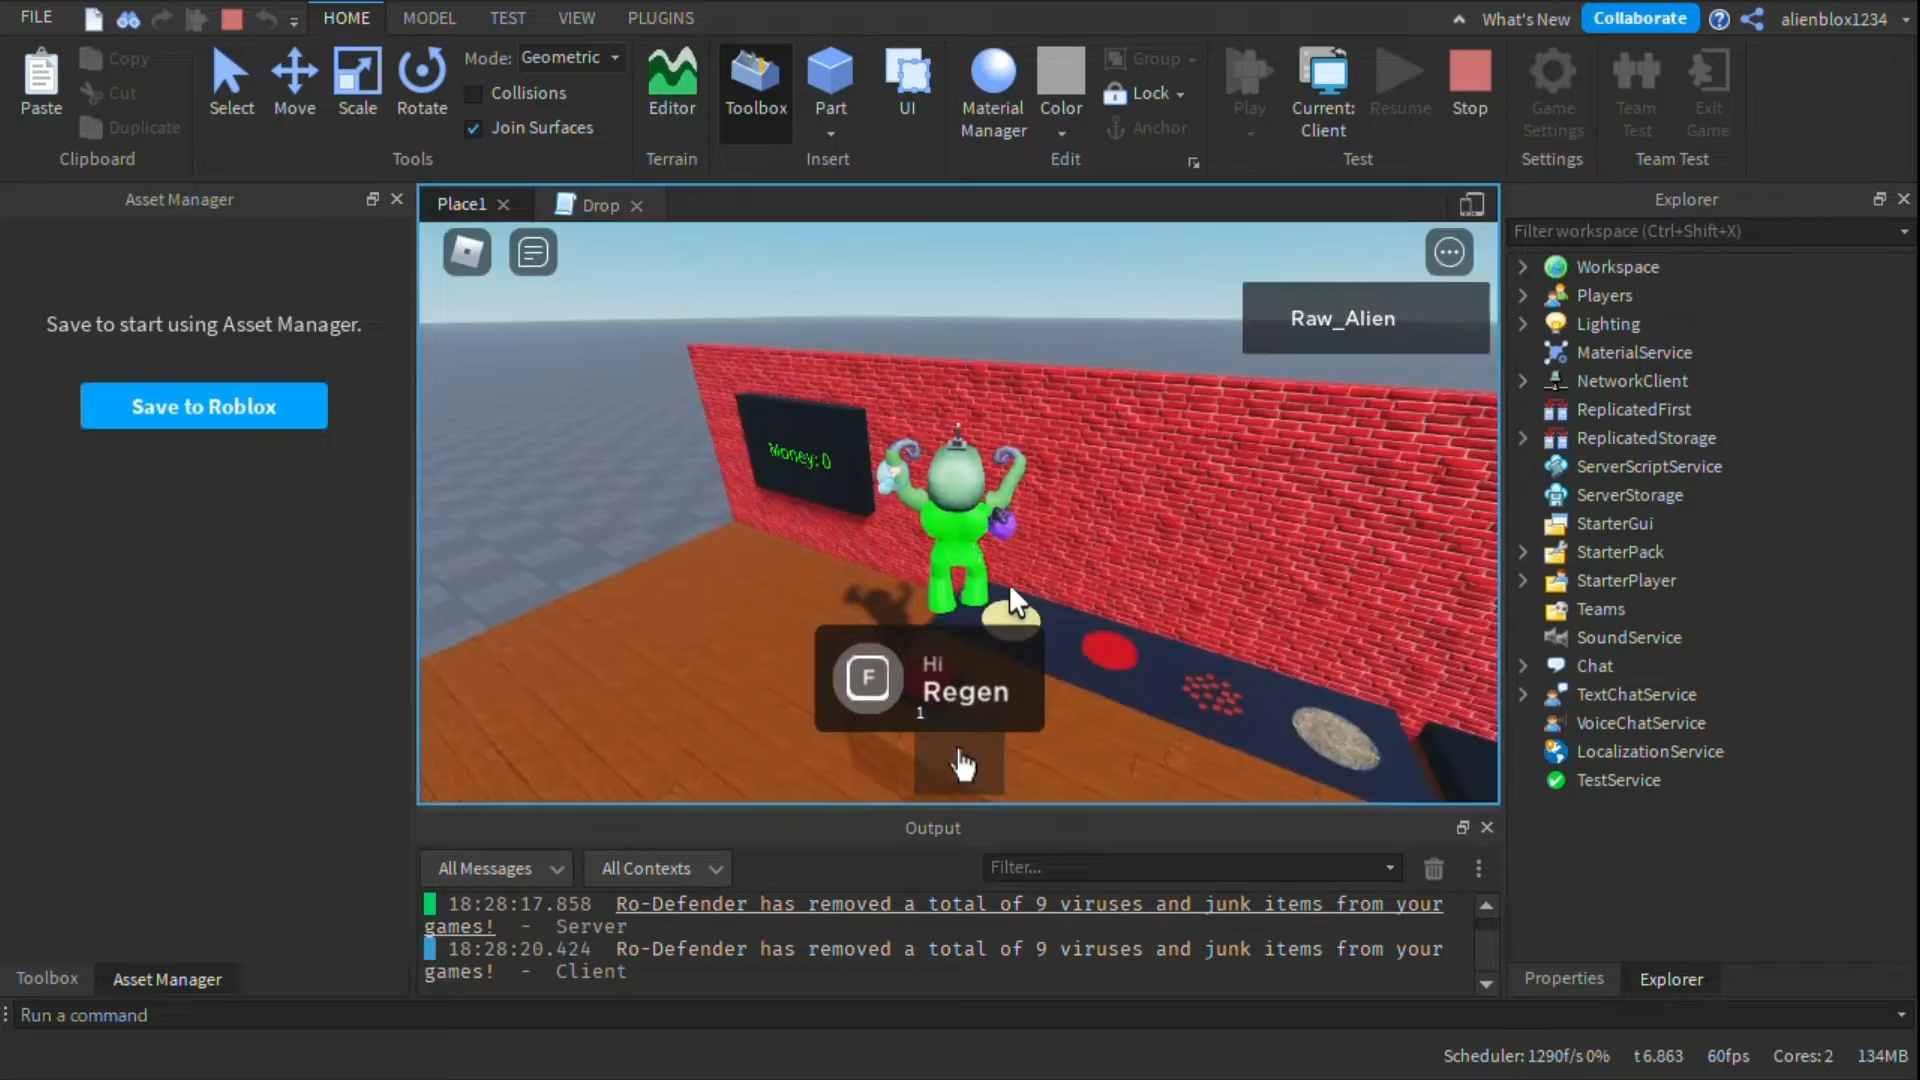 FILE
HOME
MODEL
TEST
VIEW
PLUGINS
What's New
Collaborate
alienblox1234
Paste
Copy
Cut
Duplicate
Clipboard
Select
Move
Scale
Rotate
Mode: Geometric
Collisions
Join Surfaces
Tools
Editor
Terrain
Toolbox
Part
UI
Insert
Material
Manager
Color
Group
Lock
Anchor
Edit
Play
Current:
Client
Resume
Stop
Test
Game
Settings
Settings
Team
Test
Exit
Game
Team Test
Asset Manager
Save to start using Asset Manager.
Save to Roblox
Toolbox
Asset Manager
Place1
Drop
Raw_Alien
Money: 0
F
Hi
Regen
1
Output
All Messages
All Contexts
Filter...
18:28:17.858 Ro-Defender has removed a total of 9 viruses and junk items from your
games! - Server
18:28:20.424 Ro-Defender has removed a total of 9 viruses and junk items from your
games! - Client
Explorer
Filter workspace (Ctrl+Shift+X)
Workspace
Players
Lighting
MaterialService
NetworkClient
ReplicatedFirst
ReplicatedStorage
ServerScriptService
ServerStorage
StarterGui
StarterPack
StarterPlayer
Teams
SoundService
Chat
TextChatService
VoiceChatService
LocalizationService
TestService
Properties
Explorer
Run a command
Scheduler: 1290f/s 0%
t 6.863
60fps
Cores: 2
134MB